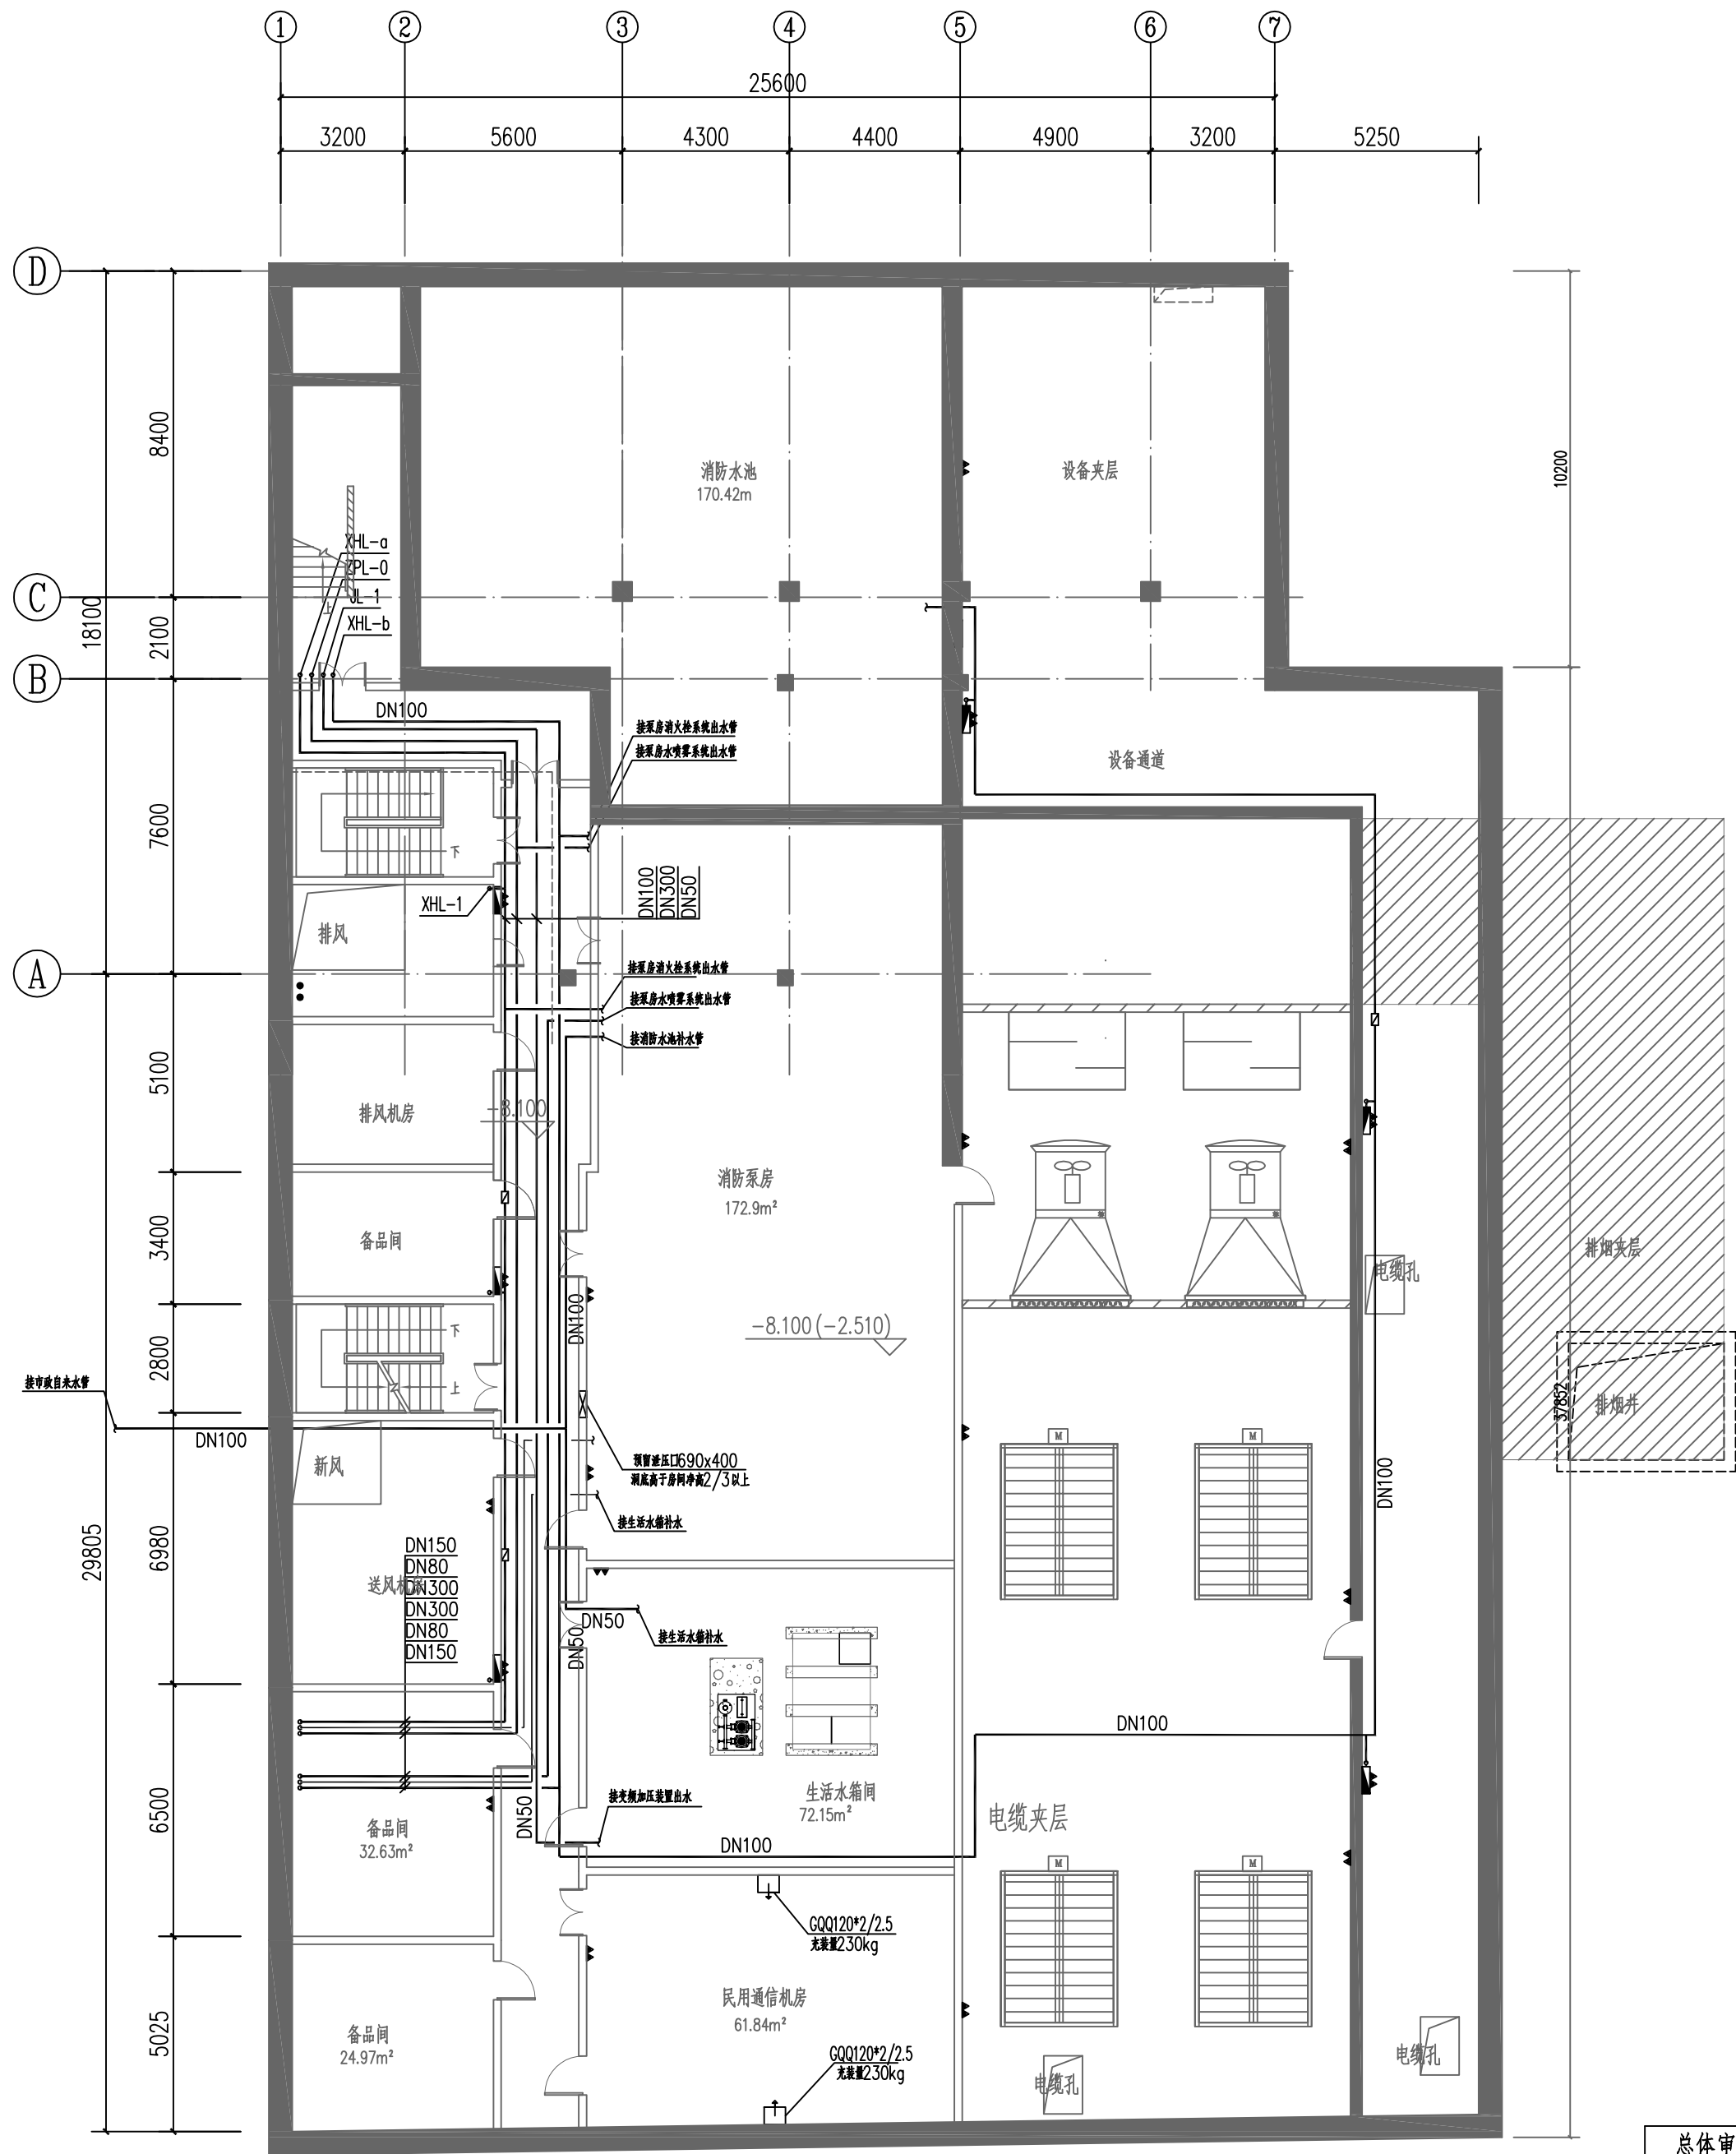 ① ② ③ ④ ⑤ ⑥ ⑦
25600
3200 5600 4300 4400 4900 3200 5250
D
C
B
A
8400
2100
18100
7600
5100
3400
2800
29805
6980
6500
5025
10200
37852
消防水池
170.42m
设备夹层
XHL-a
ZPL-0
JL-1
XHL-b
上
DN100
接泵房消火栓系统出水管
接泵房水喷雾系统出水管
设备通道
下
XHL-1
DN100
DN300
DN50
排风
接泵房消火栓系统出水管
接泵房水喷雾系统出水管
接消防水池补水管
排风机房
-8.100
消防泵房
172.9m²
备品间
排烟夹层
电缆孔
DN100
-8.100(-2.510)
下
上
接市政自来水管
DN100
排烟井
新风
预留泄压口690x400
洞底高于房间净高2/3以上
M M
DN100
接生活水箱补水
DN150
DN80
DN300
DN300
DN80
DN150
送风机房
DN50
DN50
接生活水箱补水
DN100
生活水箱间
72.15m²
电缆夹层
接变频加压装置出水
DN50
备品间
32.63m²
DN100
M M
GQQ120*2/2.5
充装量230kg
民用通信机房
61.84m²
备品间
24.97m²
GQQ120*2/2.5
充装量230kg
电缆孔
电缆孔
总体审